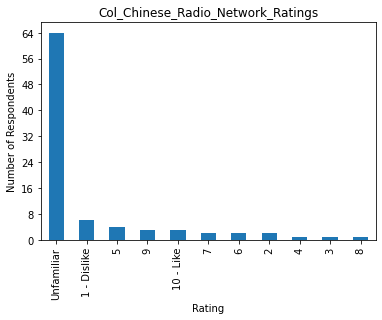 Col_Chinese_Radio_Network_Ratings
Number of Respondents
64
56
48
40
32
24
16
8
0
Unfamiliar
1 - Dislike
5
9
10 - Like
7
6
2
4
3
8
Rating